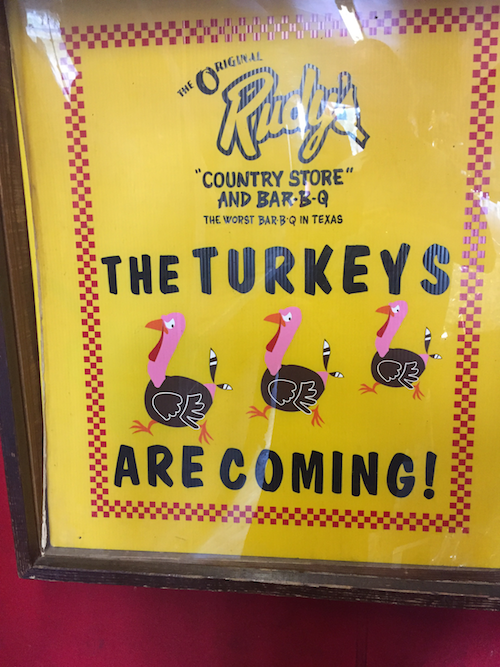 THE ORIGINAL
Rudy's
"COUNTRY STORE"
AND BAR-B-Q
THE WORST BAR-B-Q IN TEXAS
THE TURKEYS
ARE COMING!